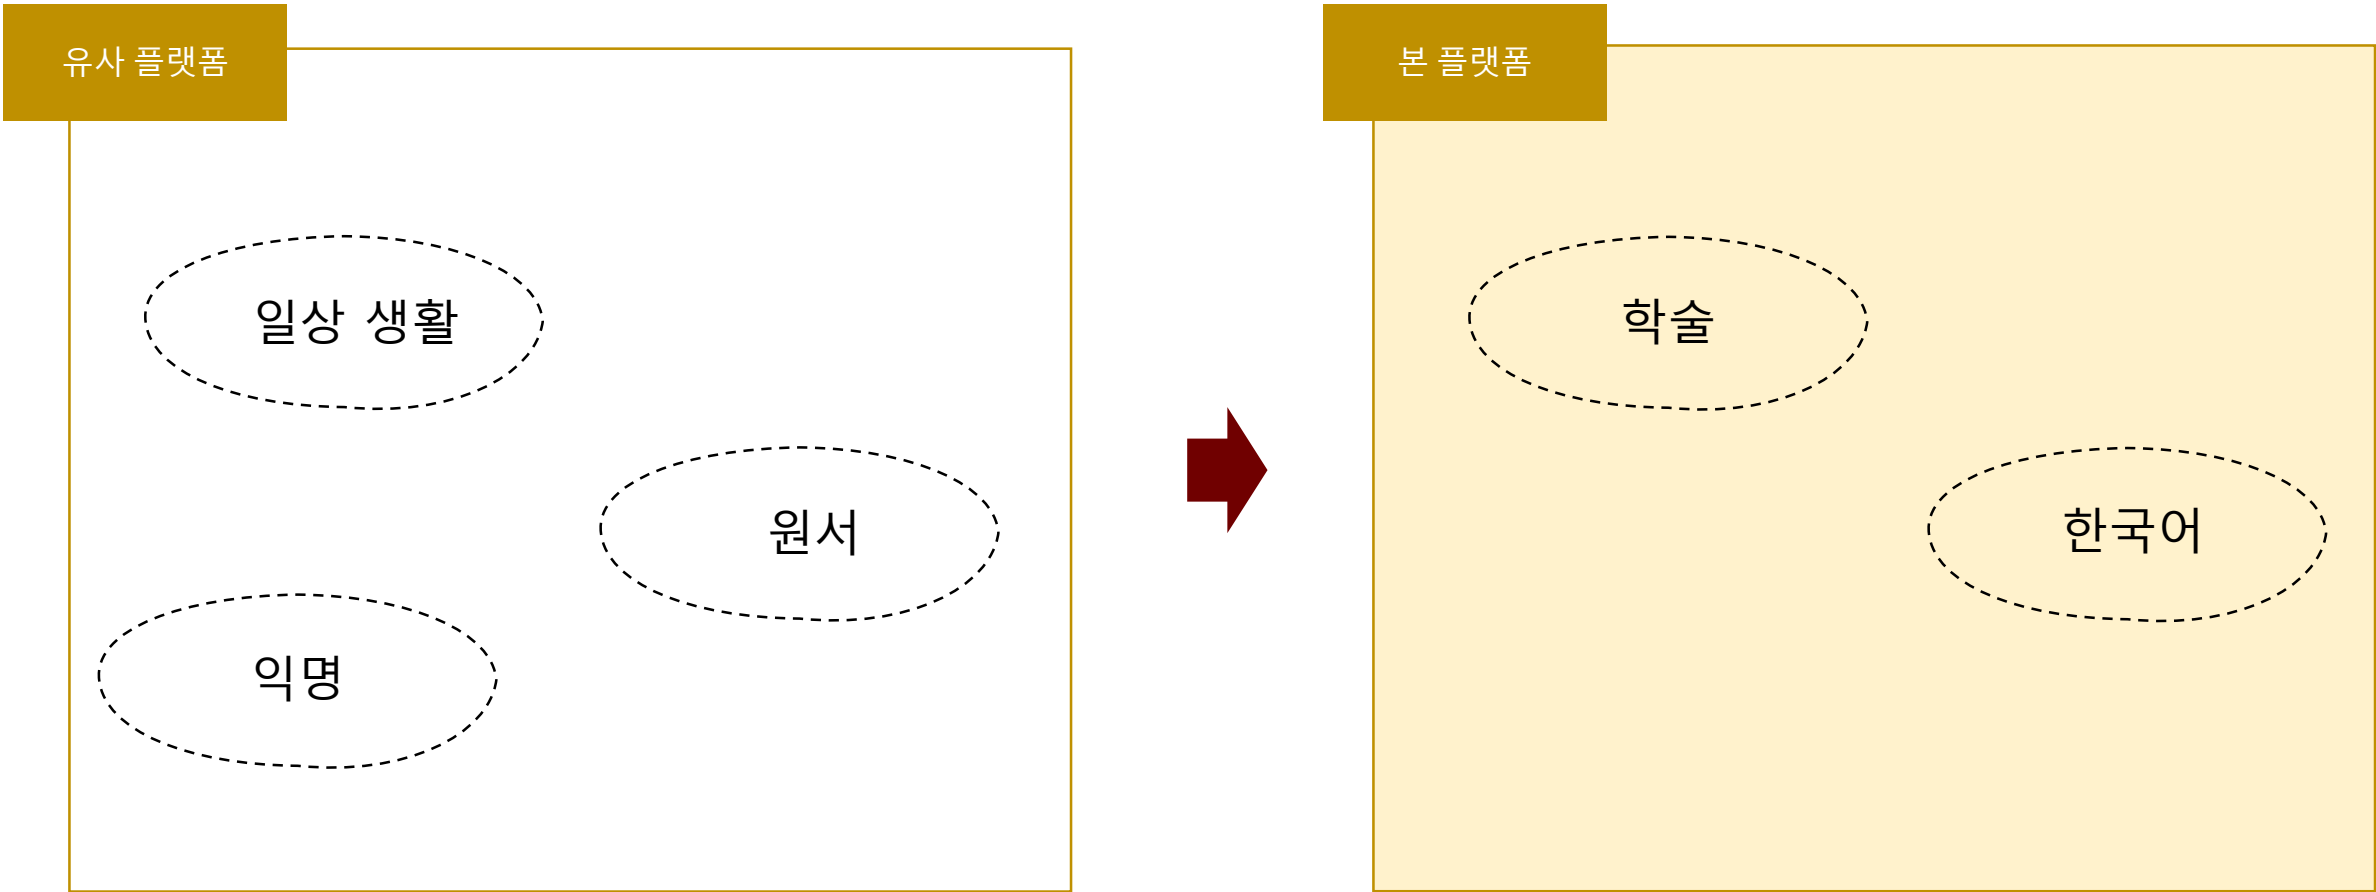 유사 플랫폼
일상 생활
원서
익명
본 플랫폼
학술
한국어